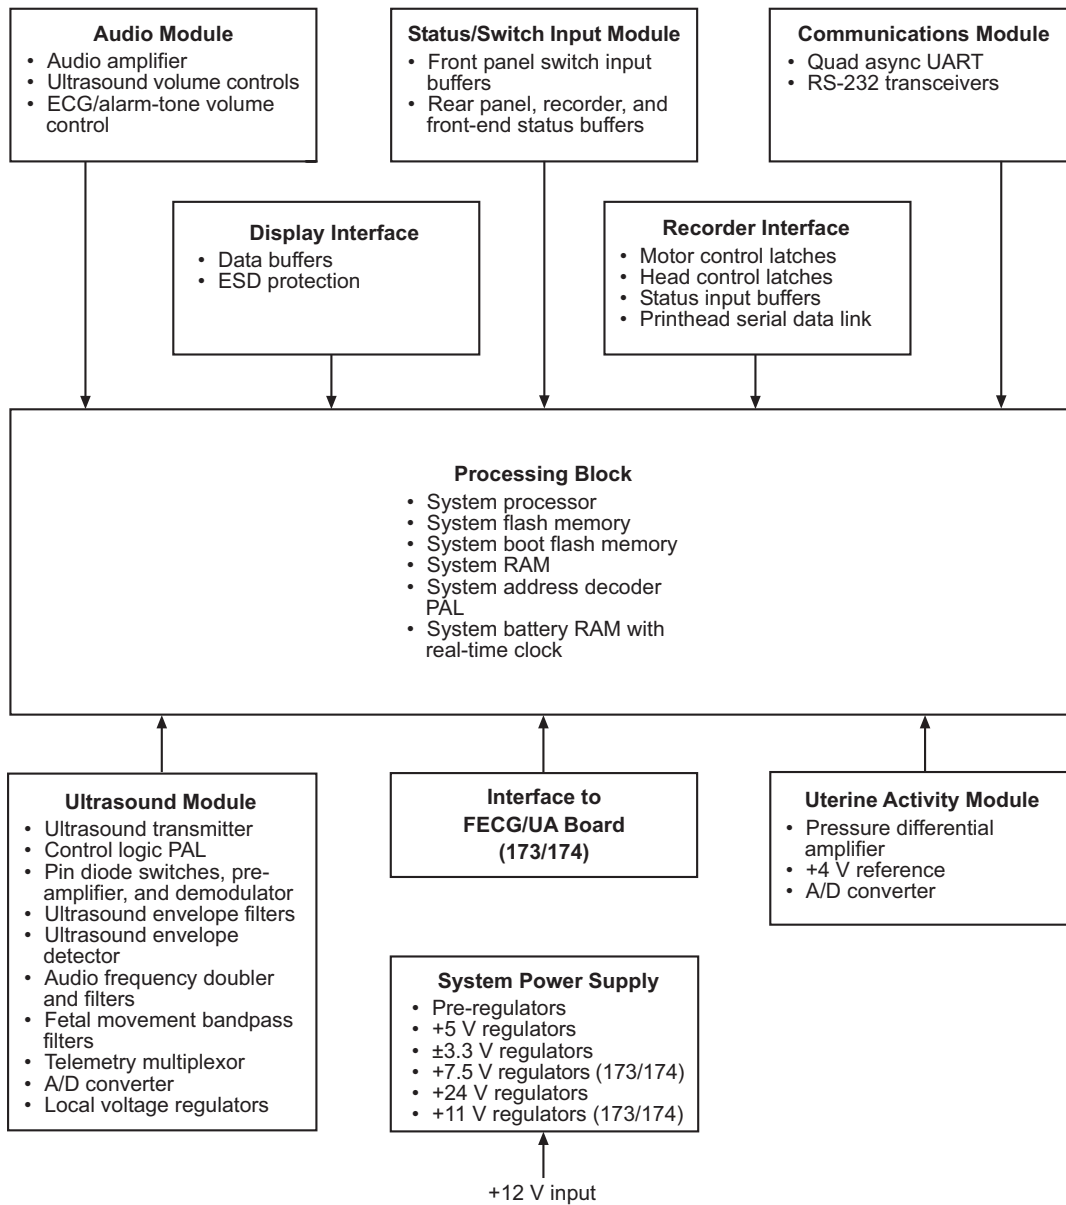 Audio Module
• Audio amplifier
• Ultrasound volume controls
• ECG/alarm-tone volume
control
Status/Switch Input Module
• Front panel switch input
buffers
• Rear panel, recorder, and
front-end status buffers
Communications Module
• Quad async UART
• RS-232 transceivers
Display Interface
• Data buffers
• ESD protection
Recorder Interface
• Motor control latches
• Head control latches
• Status input buffers
• Printhead serial data link
Processing Block
• System processor
• System flash memory
• System boot flash memory
• System RAM
• System address decoder
PAL
• System battery RAM with
real-time clock
Ultrasound Module
• Ultrasound transmitter
• Control logic PAL
• Pin diode switches, pre-
amplifier, and demodulator
• Ultrasound envelope filters
• Ultrasound envelope
detector
• Audio frequency doubler
and filters
• Fetal movement bandpass
filters
• Telemetry multiplexor
• A/D converter
• Local voltage regulators
Interface to
FECG/UA Board
(173/174)
Uterine Activity Module
• Pressure differential
amplifier
• +4 V reference
• A/D converter
System Power Supply
• Pre-regulators
• +5 V regulators
• ±3.3 V regulators
• +7.5 V regulators (173/174)
• +24 V regulators
• +11 V regulators (173/174)
+12 V input